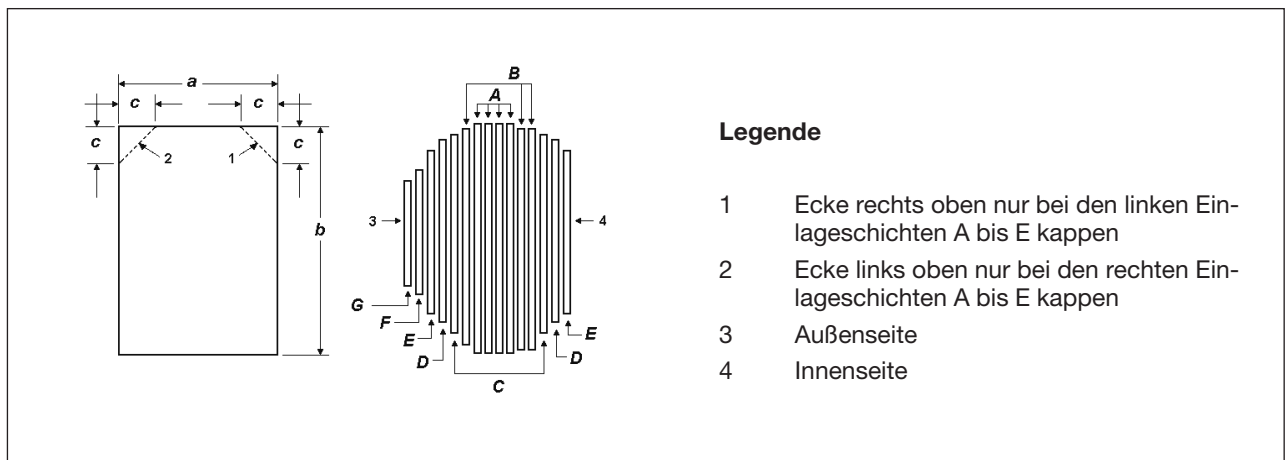 a
c
c
c
c
2
1
b
B
A
3
4
G
F
E
D
C
D
E
Legende
1 Ecke rechts oben nur bei den linken Ein-
lageschichten A bis E kappen
2 Ecke links oben nur bei den rechten Ein-
lageschichten A bis E kappen
3 Außenseite
4 Innenseite